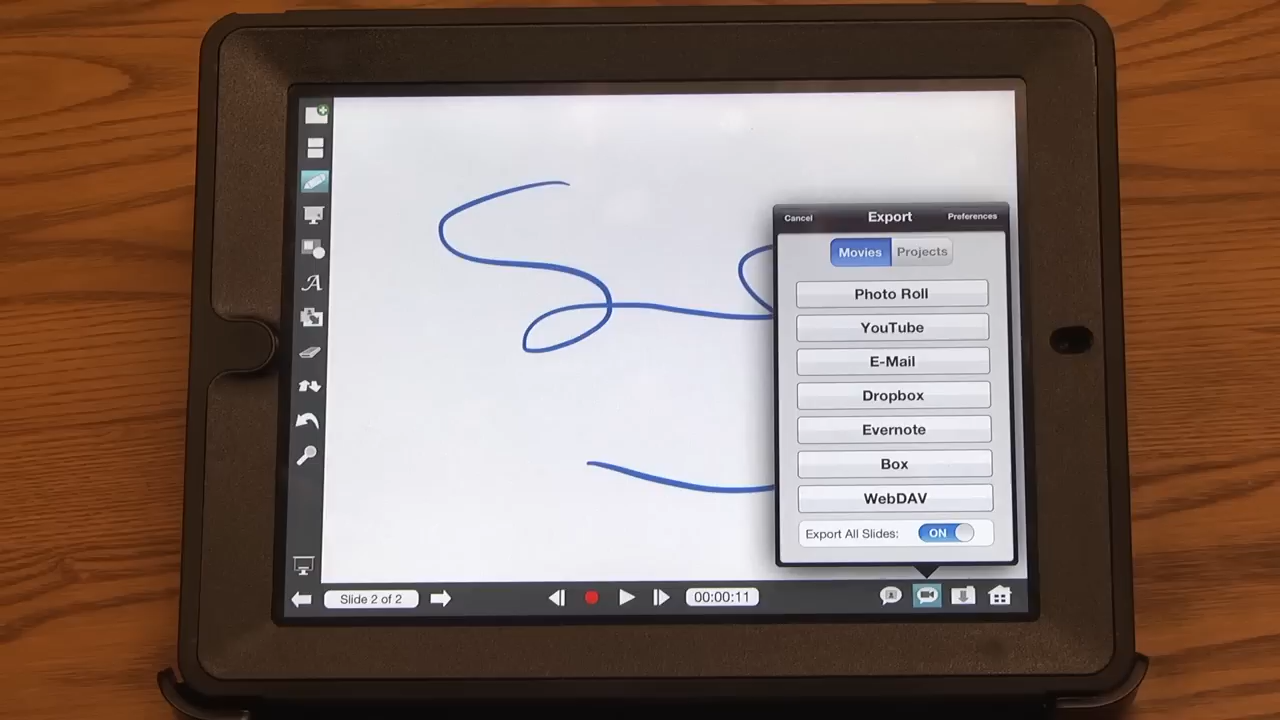 Cancel Export Preferences
Movies Projects
Photo Roll
YouTube
E-Mail
Dropbox
Evernote
Box
WebDAV
Export All Slides: ON
Slide 2 of 2 00:00:11